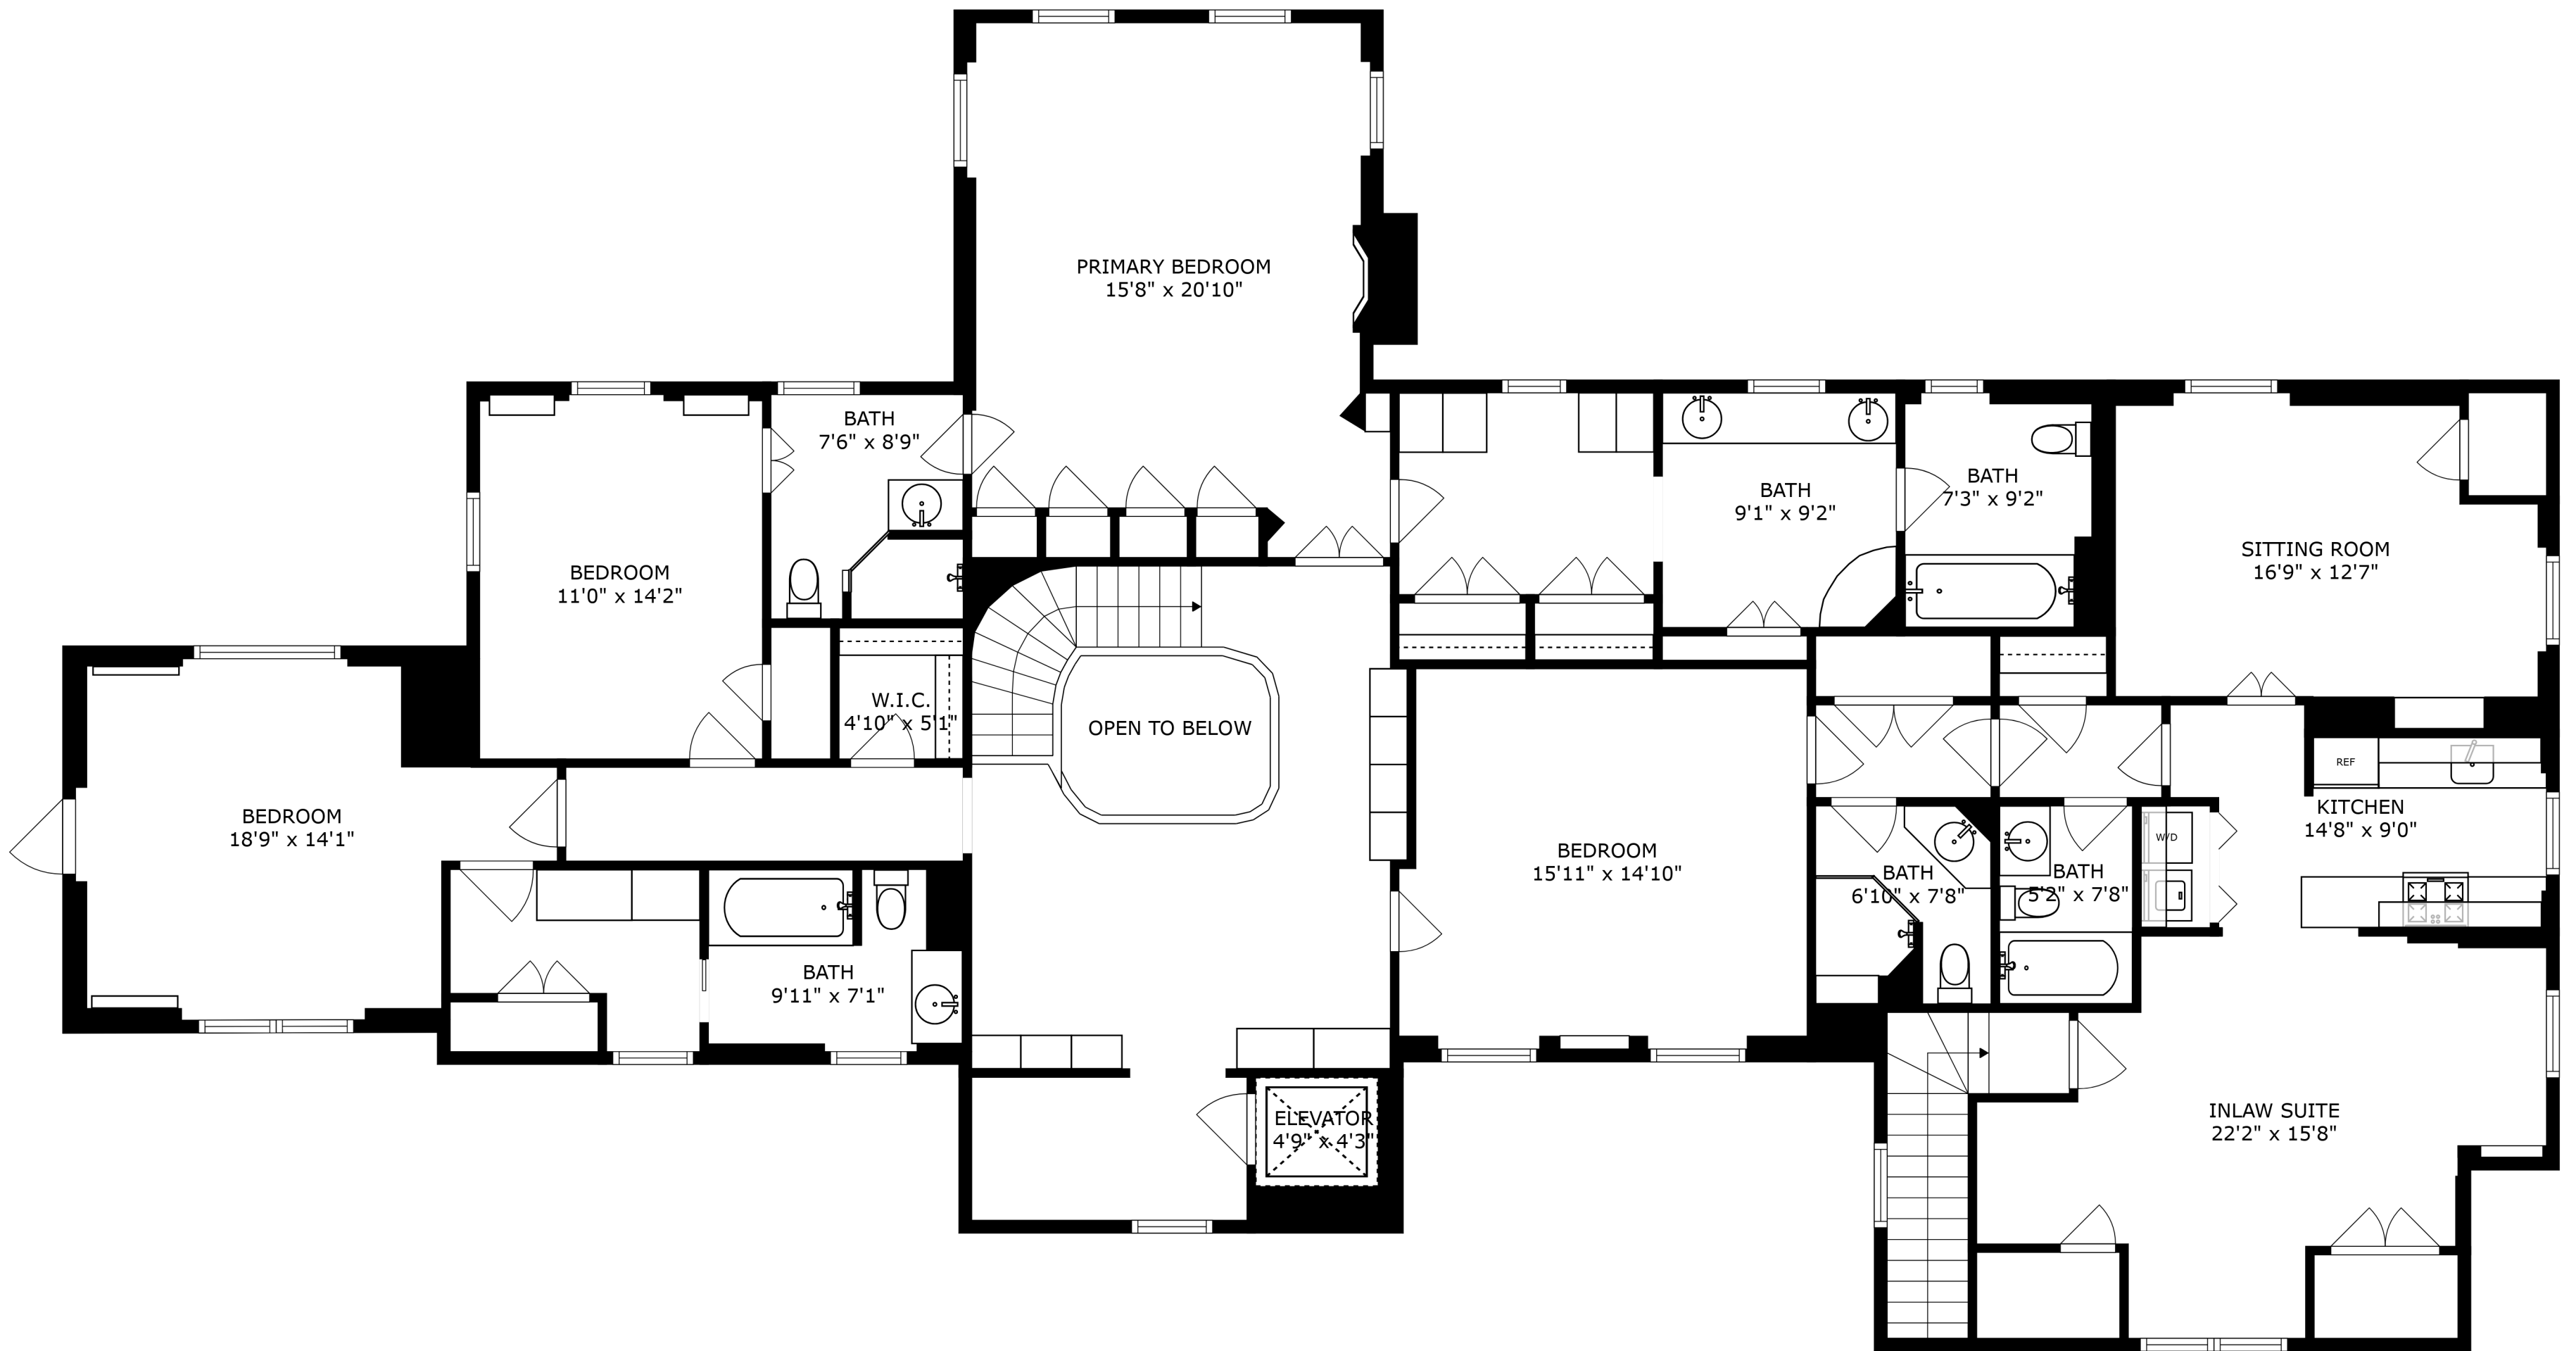 PRIMARY BEDROOM
15'8" x 20'10"
BATH
7'6" x 8'9"
BEDROOM
11'0" x 14'2"
BATH
9'1" x 9'2"
BATH
7'3" x 9'2"
SITTING ROOM
16'9" x 12'7"
W.I.C.
4'10" x 5'1"
OPEN TO BELOW
BEDROOM
18'9" x 14'1"
BEDROOM
15'11" x 14'10"
REF
KITCHEN
14'8" x 9'0"
W/D
BATH
6'10" x 7'8"
BATH
5'2" x 7'8"
BATH
9'11" x 7'1"
ELEVATOR
4'9" x 4'3"
INLAW SUITE
22'2" x 15'8"